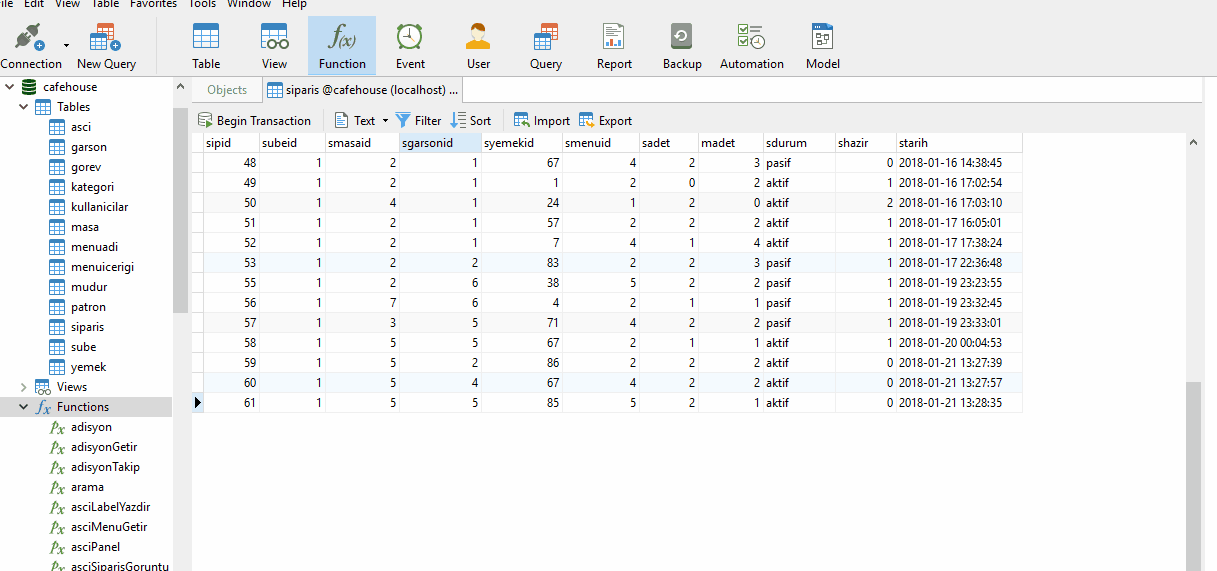 ile Edit View Table Favorites Tools Window Help
Connection New Query Table View f(x) Function Event User Query Report Backup Automation Model
cafehouse
Tables
asci
garson
gorev
kategori
kullanicilar
masa
menuadi
menuicerigi
mudur
patron
siparis
sube
yemek
Views
fx Functions
px adisyon
px adisyonGetir
px adisyonTakip
px arama
px asciLabelYazdir
px asciMenuGetir
px asciPanel
px asciSiparisGoruntu
Objects siparis @cafehouse (localhost) ...
Begin Transaction Text Filter Sort Import Export
sipid subeid smasaid sgarsonid syemekid smenuid sadet madet sdurum shazir starih
48 1 2 1 67 4 2 3 pasif 0 2018-01-16 14:38:45
49 1 2 1 1 2 0 2 aktif 1 2018-01-16 17:02:54
50 1 4 1 24 1 2 0 aktif 2 2018-01-16 17:03:10
51 1 2 1 57 2 2 2 aktif 1 2018-01-17 16:05:01
52 1 2 1 7 4 1 4 aktif 1 2018-01-17 17:38:24
53 1 2 2 83 2 2 3 pasif 1 2018-01-17 22:36:48
55 1 2 6 38 5 2 2 pasif 1 2018-01-19 23:23:55
56 1 7 6 4 2 1 1 pasif 1 2018-01-19 23:32:45
57 1 3 5 71 4 2 2 pasif 1 2018-01-19 23:33:01
58 1 5 5 67 2 1 1 aktif 1 2018-01-20 00:04:53
59 1 5 2 86 2 2 2 aktif 0 2018-01-21 13:27:39
60 1 5 4 67 4 2 2 aktif 0 2018-01-21 13:27:57
61 1 5 5 85 5 2 1 aktif 0 2018-01-21 13:28:35